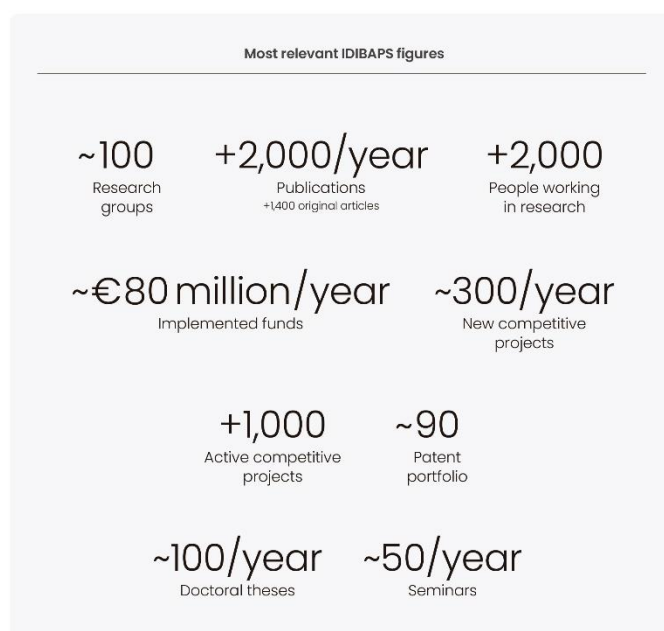 Most relevant IDIBAPS figures
~100
Research
groups
+2,000/year
Publications
+1,400 original articles
+2,000
People working
in research
~€80 million/year
Implemented funds
~300/year
New competitive
projects
+1,000
Active competitive
projects
~90
Patent
portfolio
~100/year
Doctoral theses
~50/year
Seminars